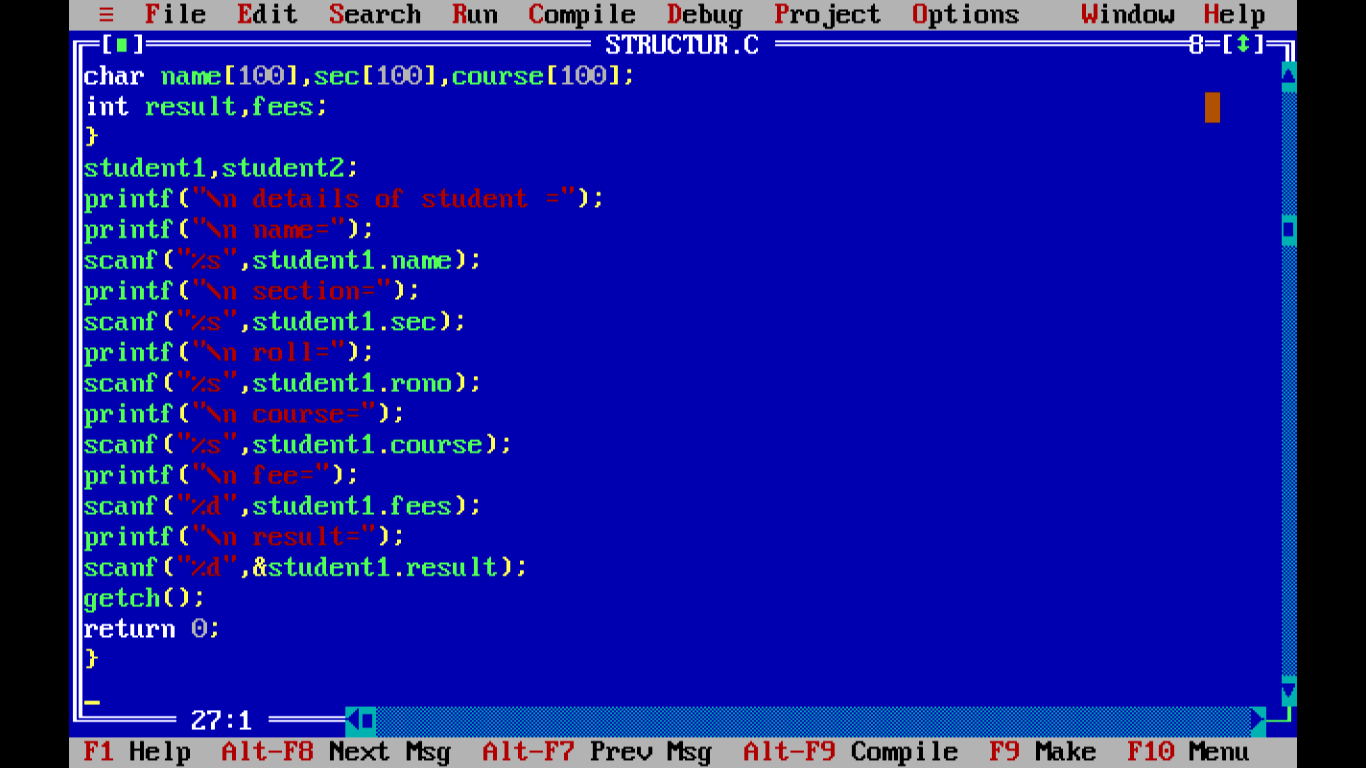 ≡ File Edit Search Run Compile Debug Project Options Window Help
[■] STRUCTUR.C 8=[↕]
char name[100],sec[100],course[100];
int result,fees;
}
student1,student2;
printf("\n details of student =");
printf("\n name=");
scanf("%s",student1.name);
printf("\n section=");
scanf("%s",student1.sec);
printf("\n roll=");
scanf("%s",student1.rono);
printf("\n course=");
scanf("%s",student1.course);
printf("\n fee=");
scanf("%d",student1.fees);
printf("\n result=");
scanf("%d",&student1.result);
getch();
return 0;
}
27:1
F1 Help Alt-F8 Next Msg Alt-F7 Prev Msg Alt-F9 Compile F9 Make F10 Menu